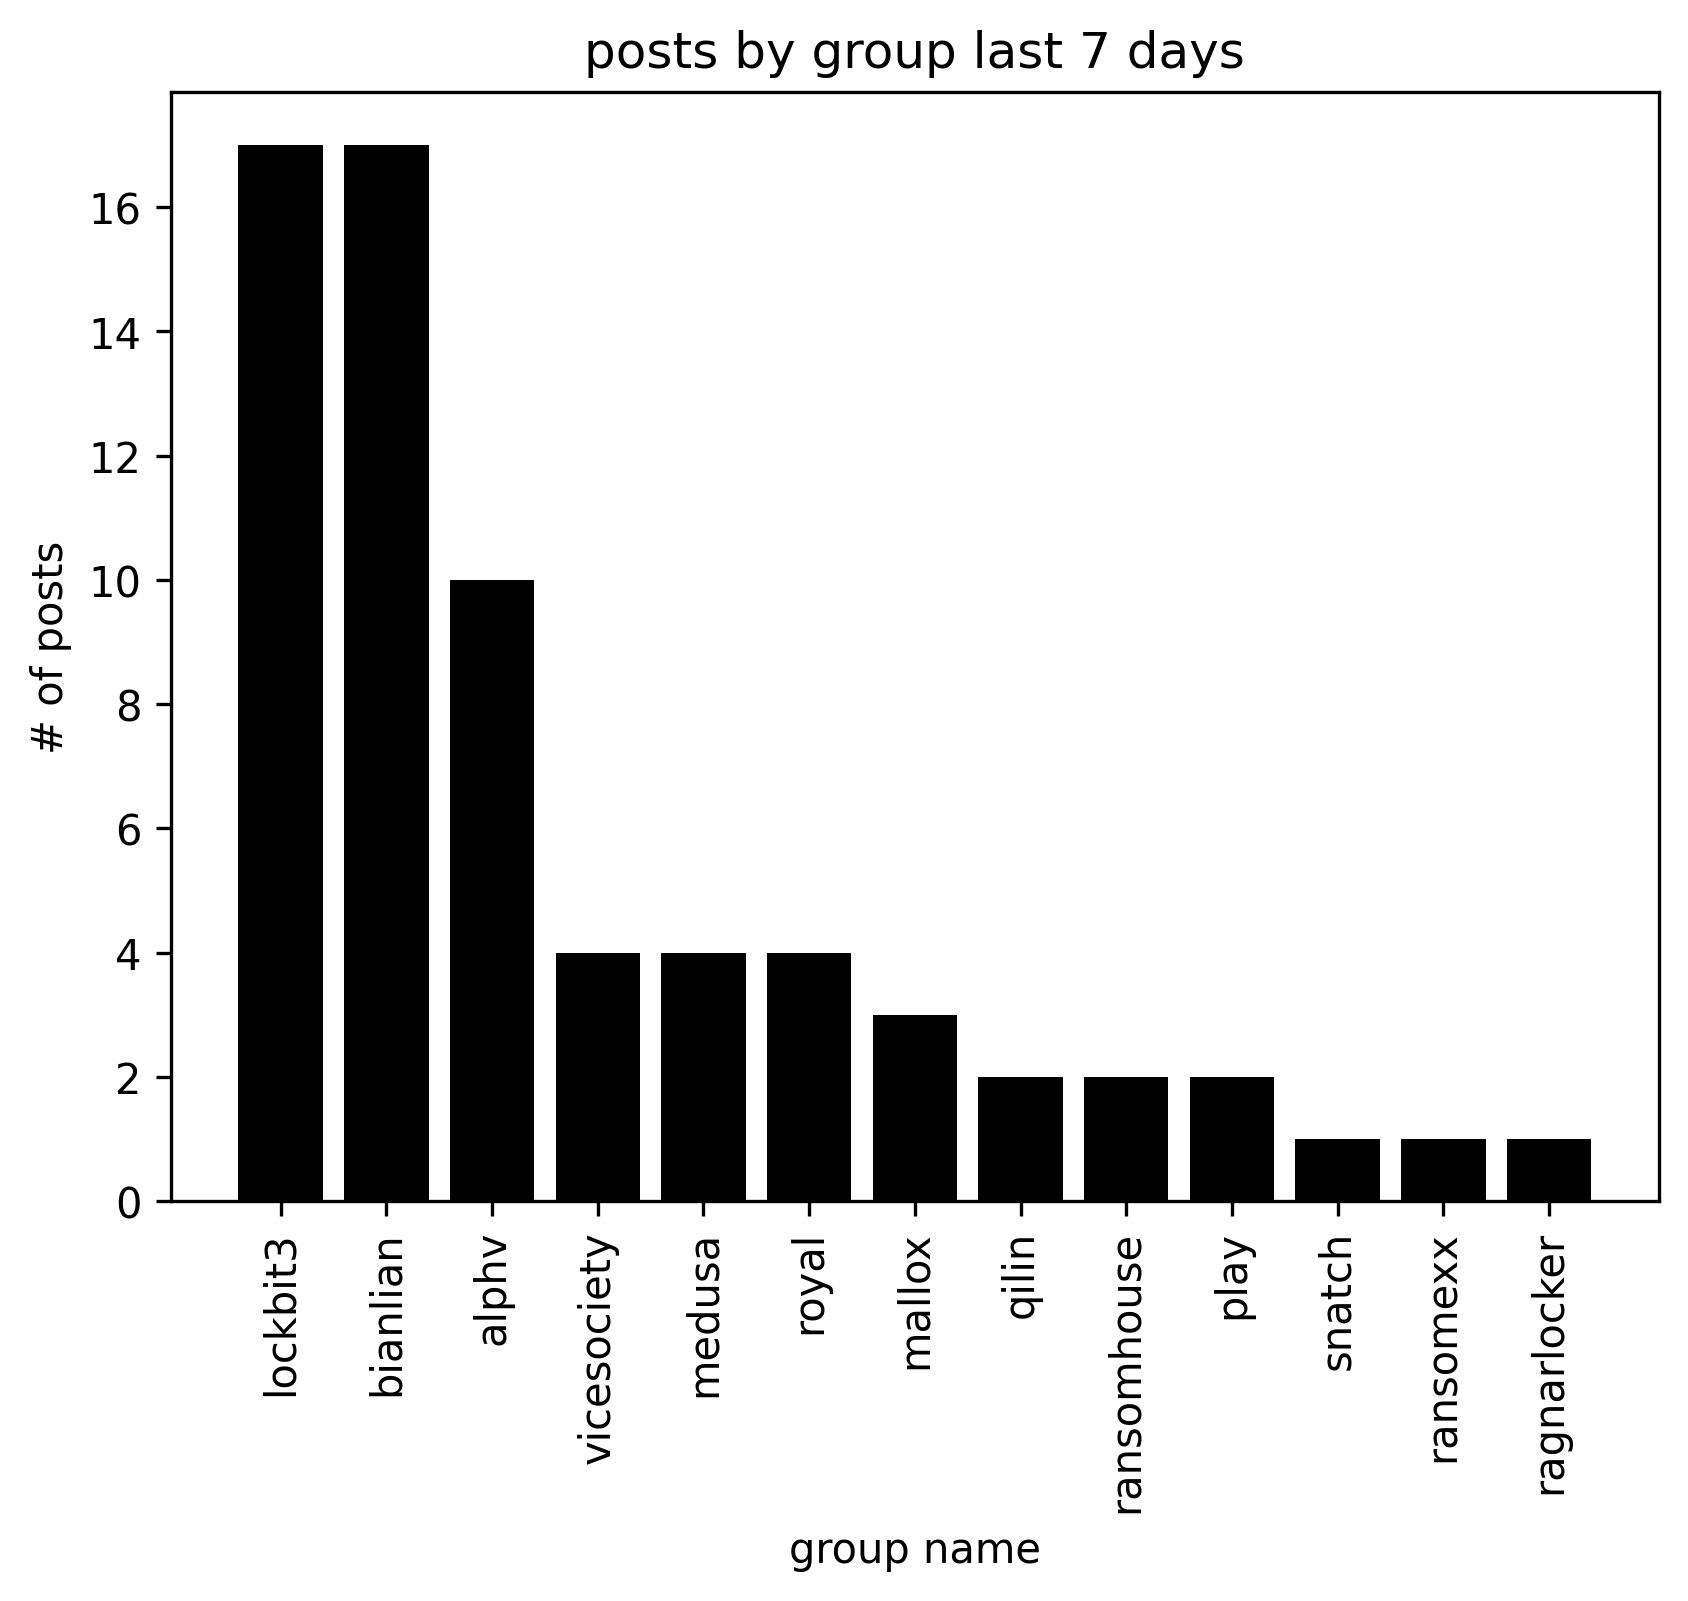 posts by group last 7 days
# of posts
16
14
12
10
8
6
4
2
0
lockbit3
bianlian
alphv
vicesociety
medusa
royal
mallox
qilin
ransomhouse
play
snatch
ransomexx
ragnarlocker
group name